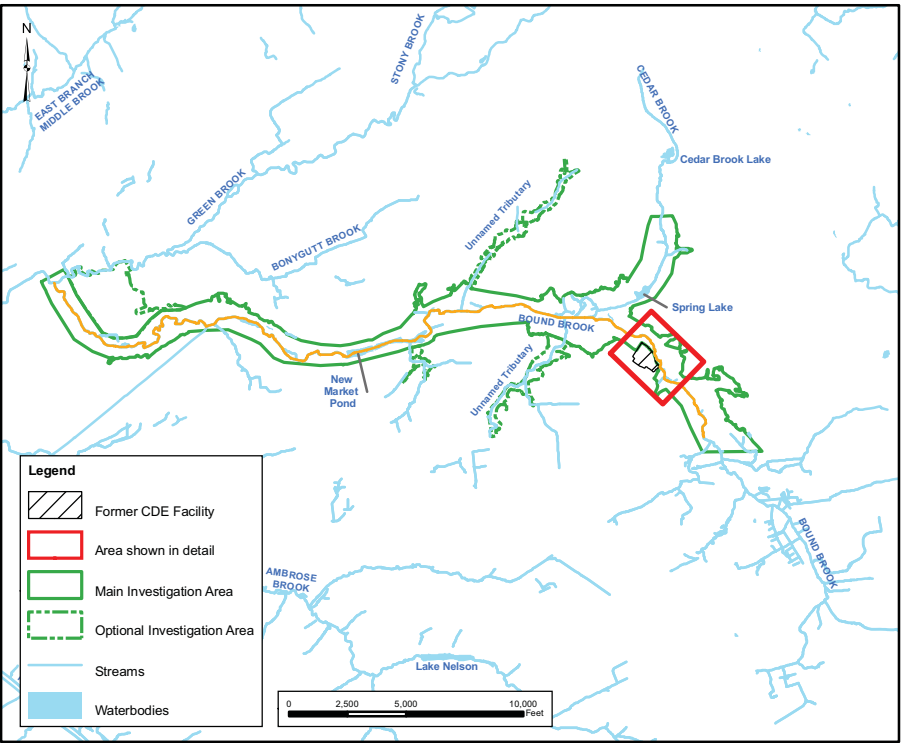 N
EAST BRANCH
MIDDLE BROOK
STONY BROOK
CEDAR BROOK
Cedar Brook Lake
GREEN BROOK
Unnamed Tributary
BONYGUTT BROOK
Spring Lake
BOUND BROOK
New
Market
Pond
Unnamed Tributary
BOUND BROOK
AMBROSE
BROOK
Lake Nelson
Legend
Former CDE Facility
Area shown in detail
Main Investigation Area
Optional Investigation Area
Streams
Waterbodies
0 2,500 5,000 10,000
Feet